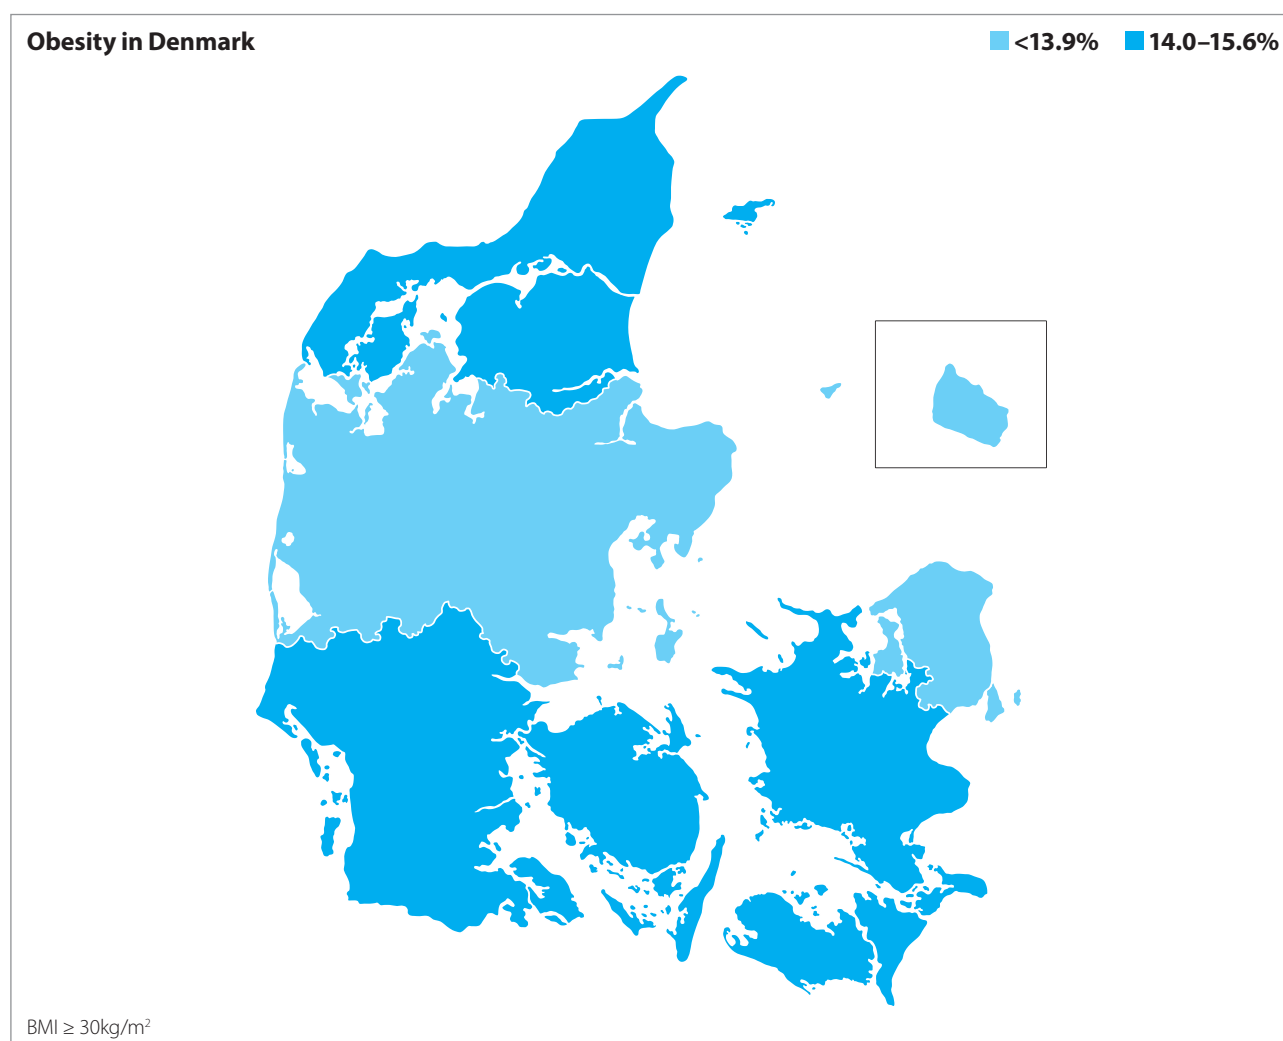 Obesity in Denmark
<13.9% 14.0–15.6%
BMI ≥ 30kg/m²